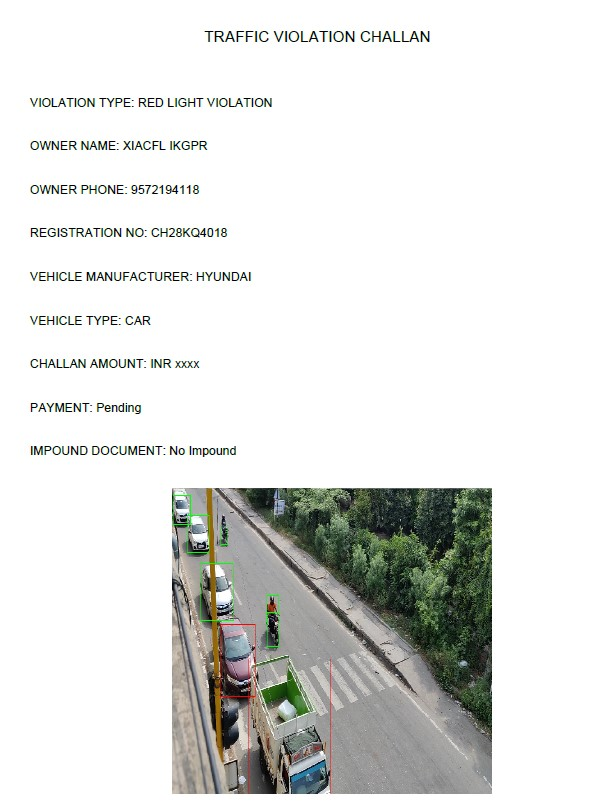 TRAFFIC VIOLATION CHALLAN
VIOLATION TYPE: RED LIGHT VIOLATION
OWNER NAME: XIACFL IKGPR
OWNER PHONE: 9572194118
REGISTRATION NO: CH28KQ4018
VEHICLE MANUFACTURER: HYUNDAI
VEHICLE TYPE: CAR
CHALLAN AMOUNT: INR xxxx
PAYMENT: Pending
IMPOUND DOCUMENT: No Impound